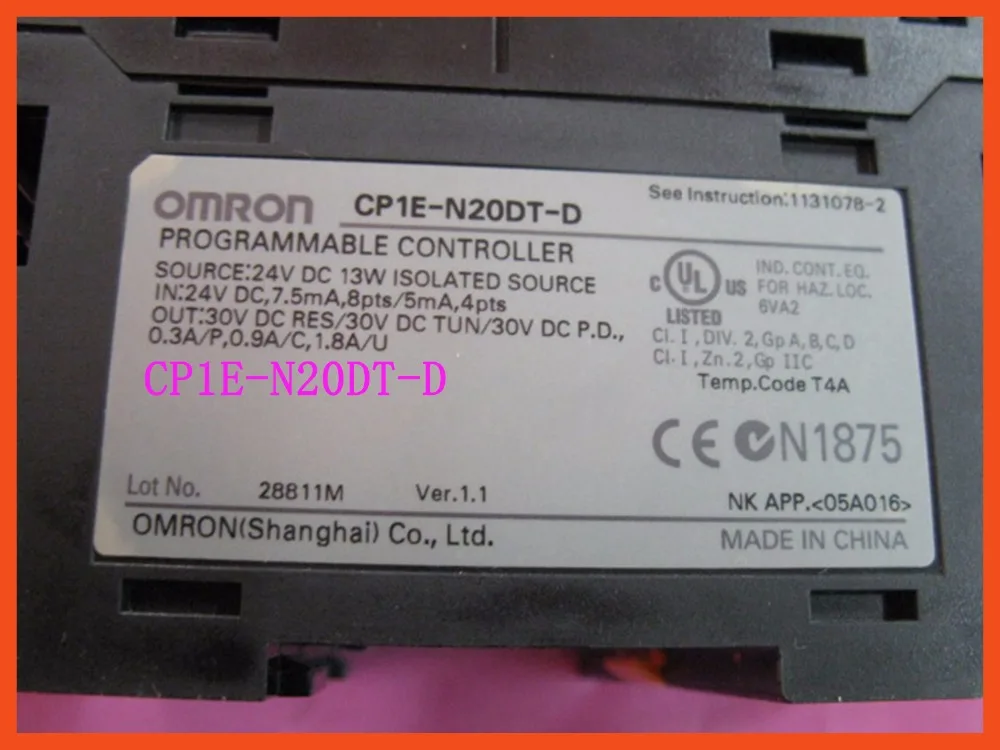 OMRON CP1E-N20DT-D See Instruction:1131078-2
PROGRAMMABLE CONTROLLER
SOURCE:24V DC 13W ISOLATED SOURCE
IN:24V DC,7.5mA,8pts/5mA,4pts
OUT:30V DC RES/30V DC TUN/30V DC P.D.,
0.3A/P,0.9A/C,1.8A/U
C UL US
LISTED
IND. CONT. EQ.
FOR HAZ. LOC.
6VA2
Cl. I ,DIV. 2,Gp A,B,C,D
Cl. I ,Zn.2,Gp IIC
Temp.Code T4A
CP1E-N20DT-D
CE N1875
Lot No. 28811M Ver.1.1
NK APP.<05A016>
OMRON(Shanghai) Co., Ltd. MADE IN CHINA